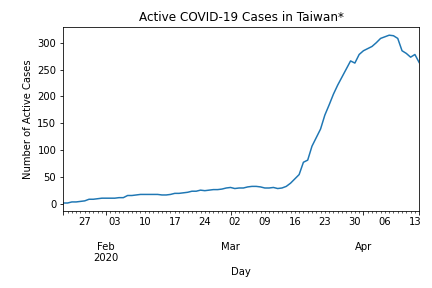 Active COVID-19 Cases in Taiwan*
Number of Active Cases
300
250
200
150
100
50
0
27 03 10 17 24 02 09 16 23 30 06 13
Feb Mar Apr
2020
Day